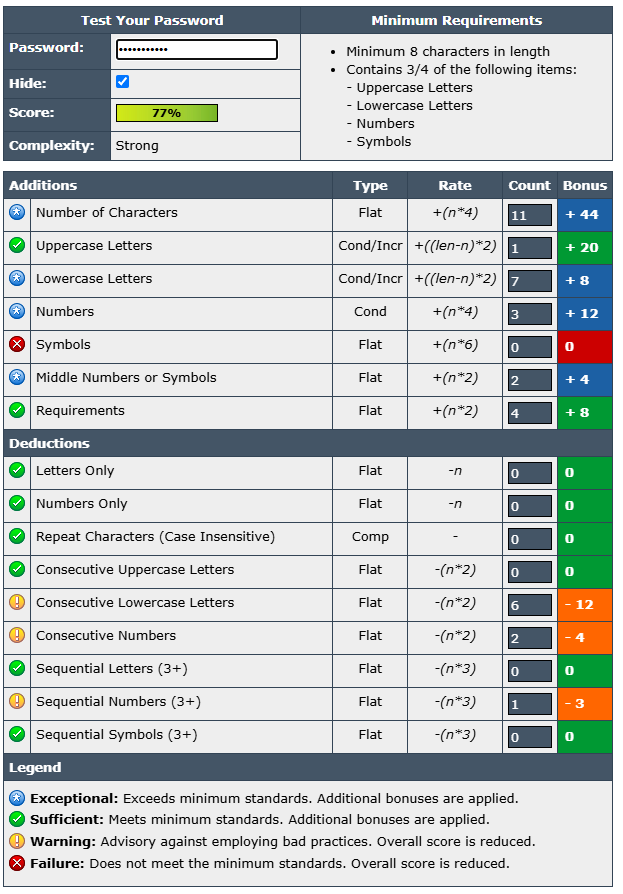 Test Your Password
Minimum Requirements
Password: •••••••••••
Hide:
Score: 77%
Complexity: Strong
• Minimum 8 characters in length
• Contains 3/4 of the following items:
- Uppercase Letters
- Lowercase Letters
- Numbers
- Symbols
Additions Type Rate Count Bonus
Number of Characters Flat +(n*4) 11 + 44
Uppercase Letters Cond/Incr +((len-n)*2) 1 + 20
Lowercase Letters Cond/Incr +((len-n)*2) 7 + 8
Numbers Cond +(n*4) 3 + 12
Symbols Flat +(n*6) 0 0
Middle Numbers or Symbols Flat +(n*2) 2 + 4
Requirements Flat +(n*2) 4 + 8
Deductions
Letters Only Flat -n 0 0
Numbers Only Flat -n 0 0
Repeat Characters (Case Insensitive) Comp - 0 0
Consecutive Uppercase Letters Flat -(n*2) 0 0
Consecutive Lowercase Letters Flat -(n*2) 6 - 12
Consecutive Numbers Flat -(n*2) 2 - 4
Sequential Letters (3+) Flat -(n*3) 0 0
Sequential Numbers (3+) Flat -(n*3) 1 - 3
Sequential Symbols (3+) Flat -(n*3) 0 0
Legend
Exceptional: Exceeds minimum standards. Additional bonuses are applied.
Sufficient: Meets minimum standards. Additional bonuses are applied.
Warning: Advisory against employing bad practices. Overall score is reduced.
Failure: Does not meet the minimum standards. Overall score is reduced.